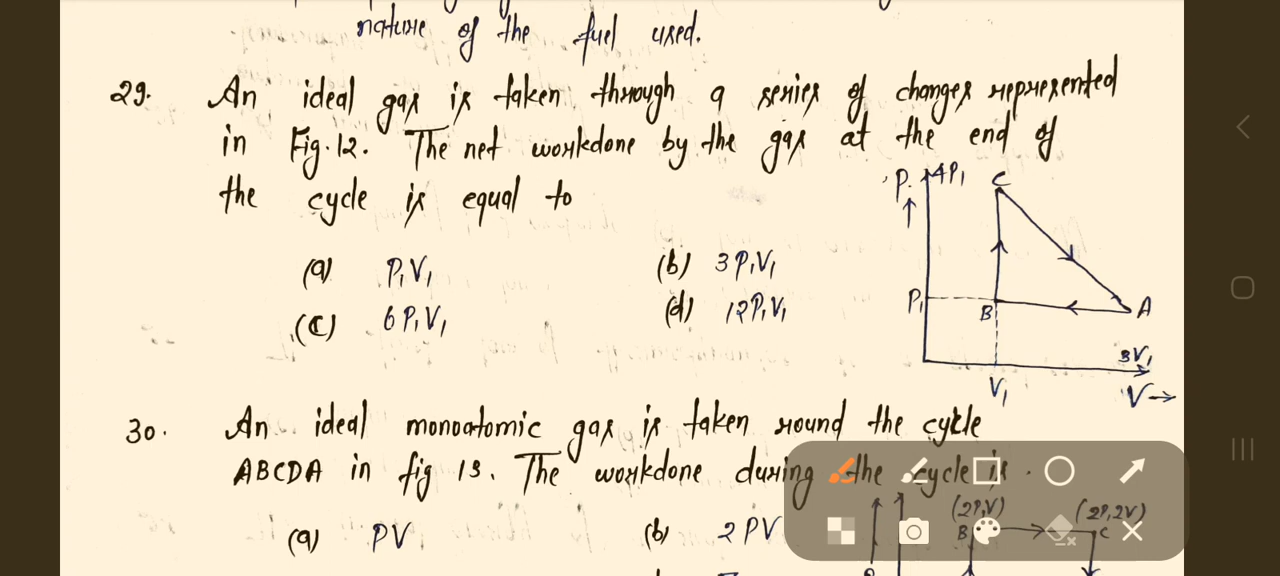 nature of the fuel used.
29. An ideal gas is taken through a series of changes represented
in Fig.12. The net workdone by the gas at the end of
the cycle is equal to
(a) P₁V₁ (b) 3P₁V₁
(c) 6P₁V₁ (d) 12P₁V₁
P. 4P₁ C
P₁ B A
3V₁
V₁ V→
30. An ideal monoatomic gas is taken round the cycle
ABCDA in fig 13. The workdone during the cycle is.
(a) PV (b) 2PV
(2P,V) (2P,2V)
B C